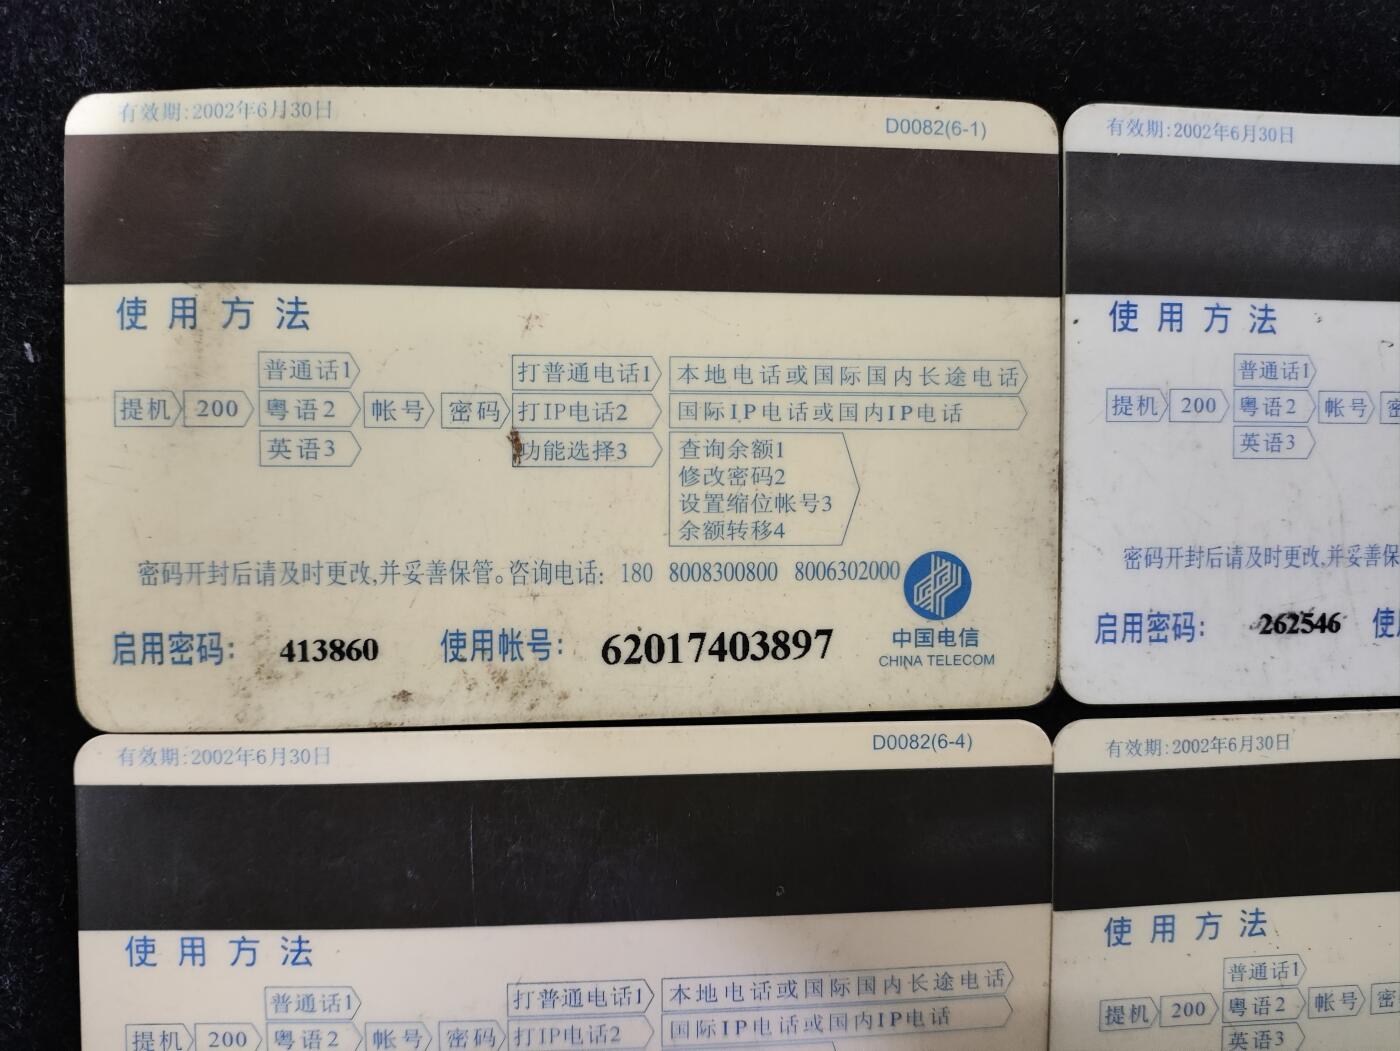 有效期:2002年6月30日
D0082(6-1)
使用方法
普通话1
打普通电话1
本地电话或国际国内长途电话
提机
200
粤语2
帐号
密码
打IP电话2
国际IP电话或国内IP电话
英语3
功能选择3
查询余额1
修改密码2
设置缩位帐号3
余额转移4
密码开封后请及时更改,并妥善保管。咨询电话: 180 8008300800 8006302000
启用密码: 413860 使用帐号: 62017403897
中国电信
CHINA TELECOM
有效期:2002年6月30日
使用方法
普通话1
提机
200
粤语2
帐号
密
英语3
密码开封后请及时更改,并妥善保
启用密码: 262546 使
有效期:2002年6月30日
D0082(6-4)
使用方法
普通话1
打普通电话1
本地电话或国际国内长途电话
提机
200
粤语2
帐号
密码
打IP电话2
国际IP电话或国内IP电话
有效期:2002年6月30日
使用方法
普通话1
提机
200
粤语2
帐号
密
英语3